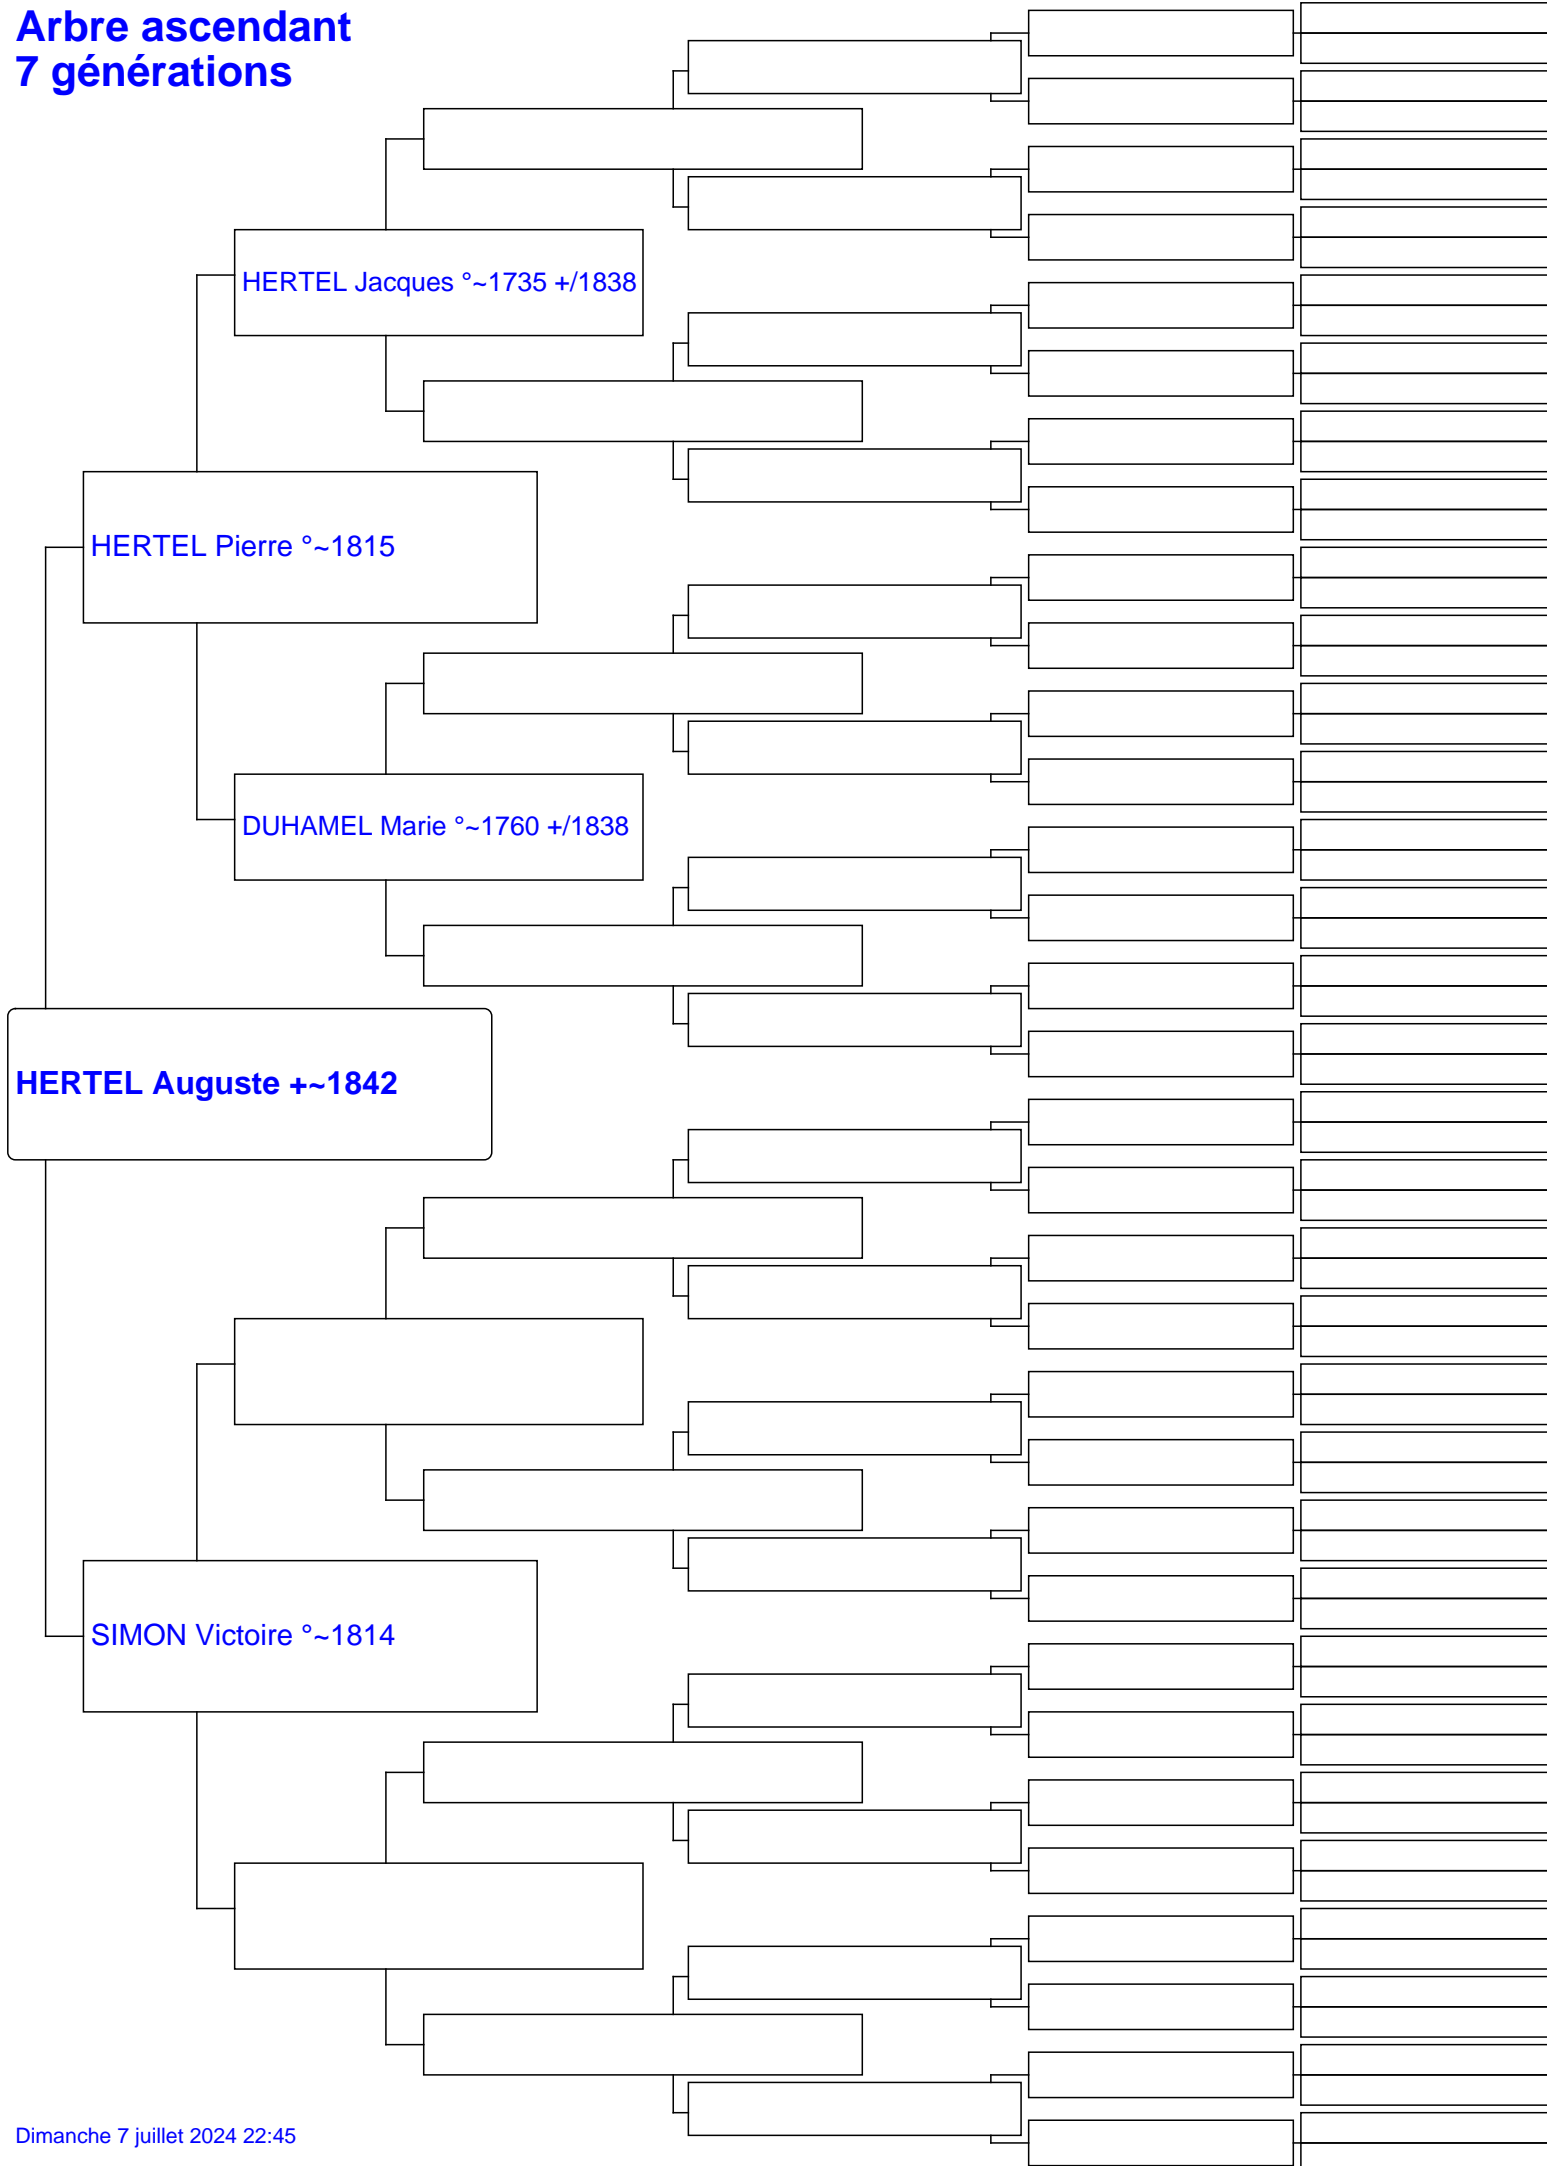 Arbre ascendant
7 générations
HERTEL Jacques °~1735 +/1838
HERTEL Pierre °~1815
DUHAMEL Marie °~1760 +/1838
HERTEL Auguste +~1842
SIMON Victoire °~1814
Dimanche 7 juillet 2024 22:45